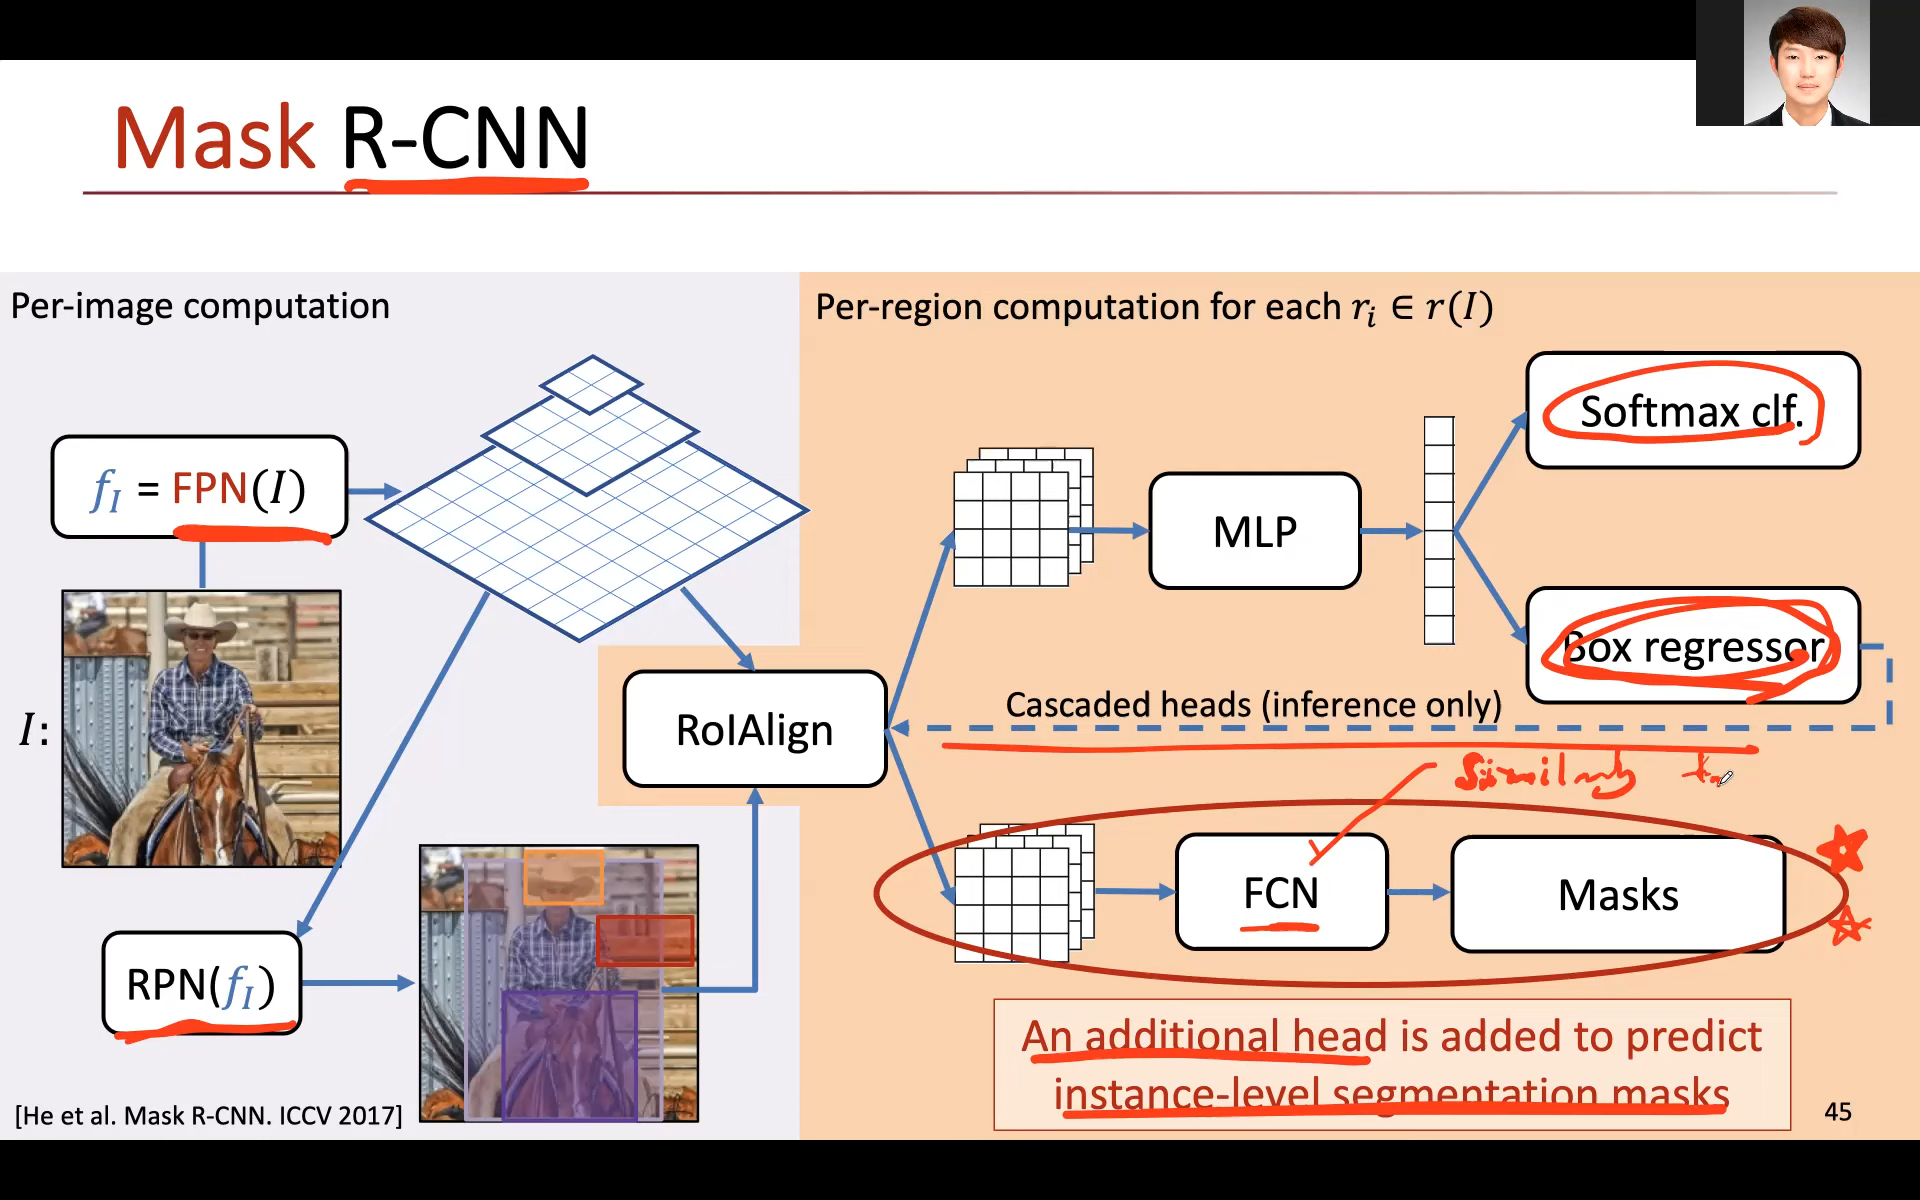 Mask R-CNN
Per-image computation
Per-region computation for each rᵢ ∈ r(I)
f_I = FPN(I)
Softmax clf.
MLP
Box regressor
I:
RoIAlign
Cascaded heads (inference only)
FCN
Masks
RPN(f_I)
An additional head is added to predict
instance-level segmentation masks
[He et al. Mask R-CNN. ICCV 2017]
45